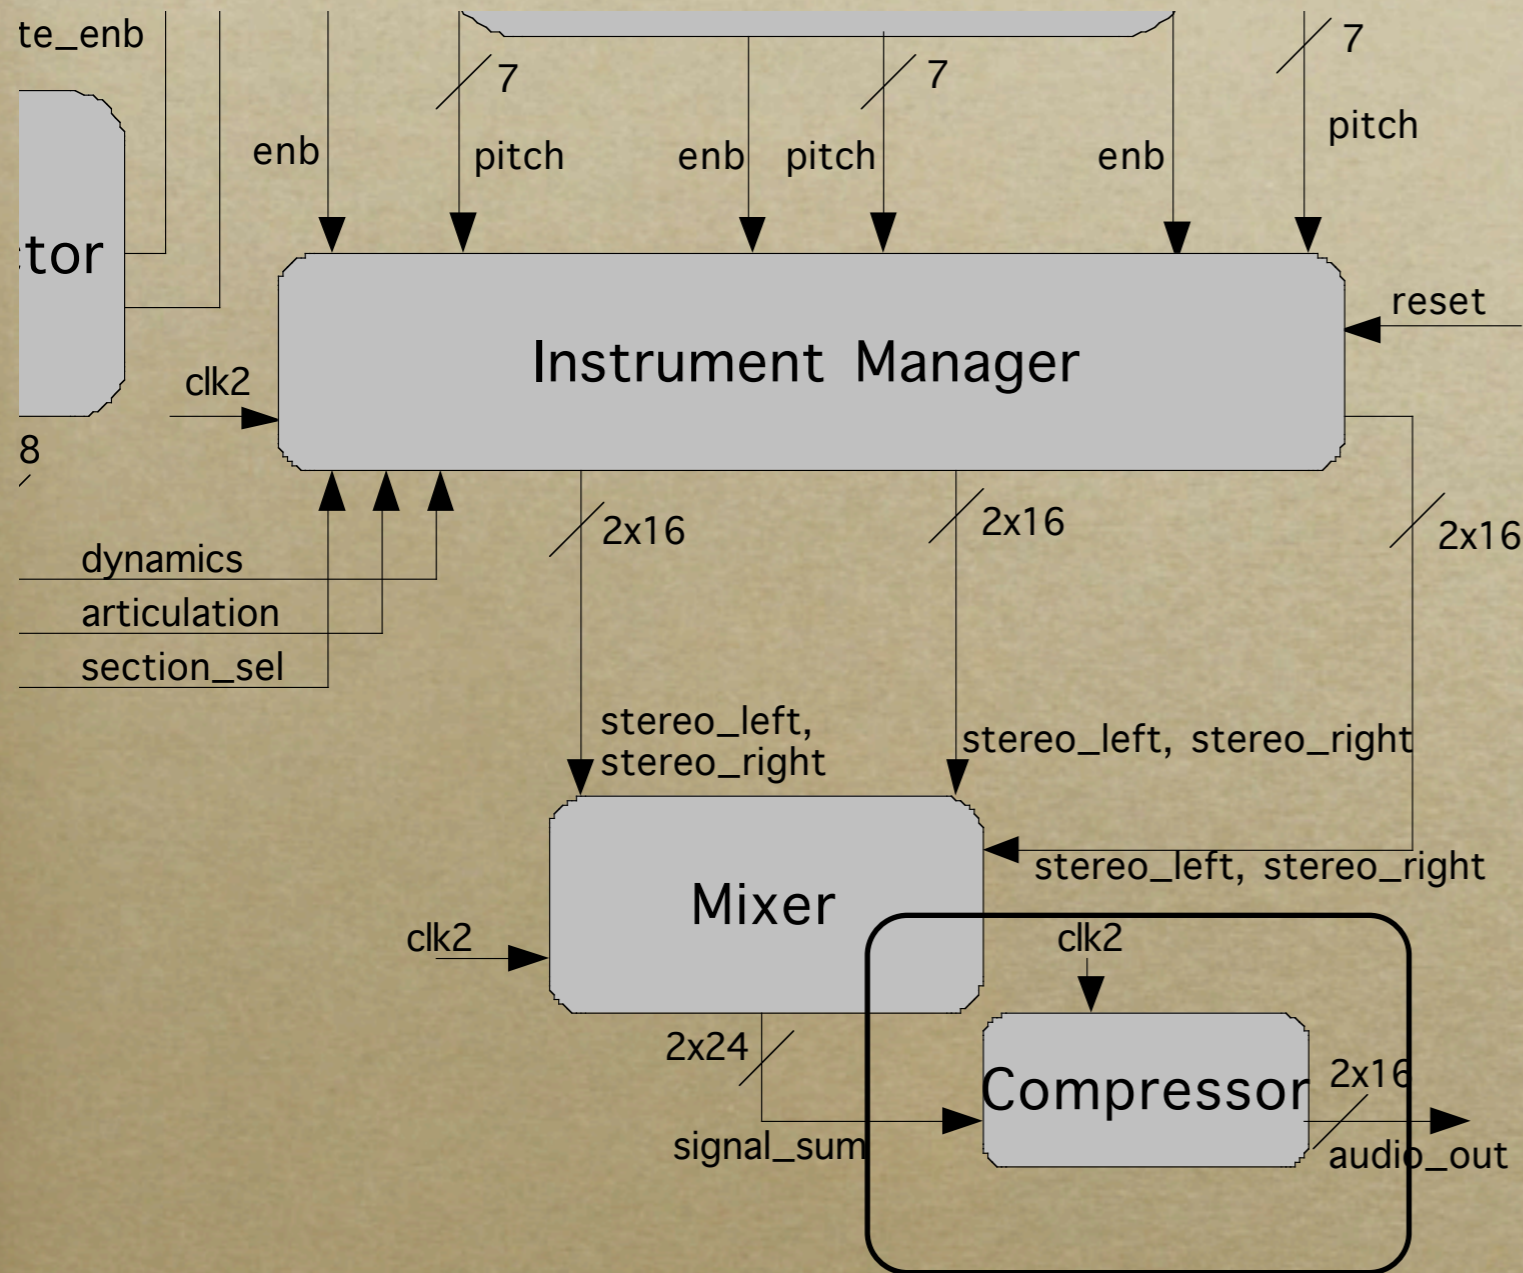 te_enb
7
7
7
enb
pitch
enb
pitch
enb
pitch
tor
reset
Instrument Manager
clk2
8
2x16
2x16
2x16
dynamics
articulation
section_sel
stereo_left,
stereo_right
stereo_left, stereo_right
stereo_left, stereo_right
Mixer
clk2
clk2
2x24
Compressor
2x16
signal_sum
audio_out